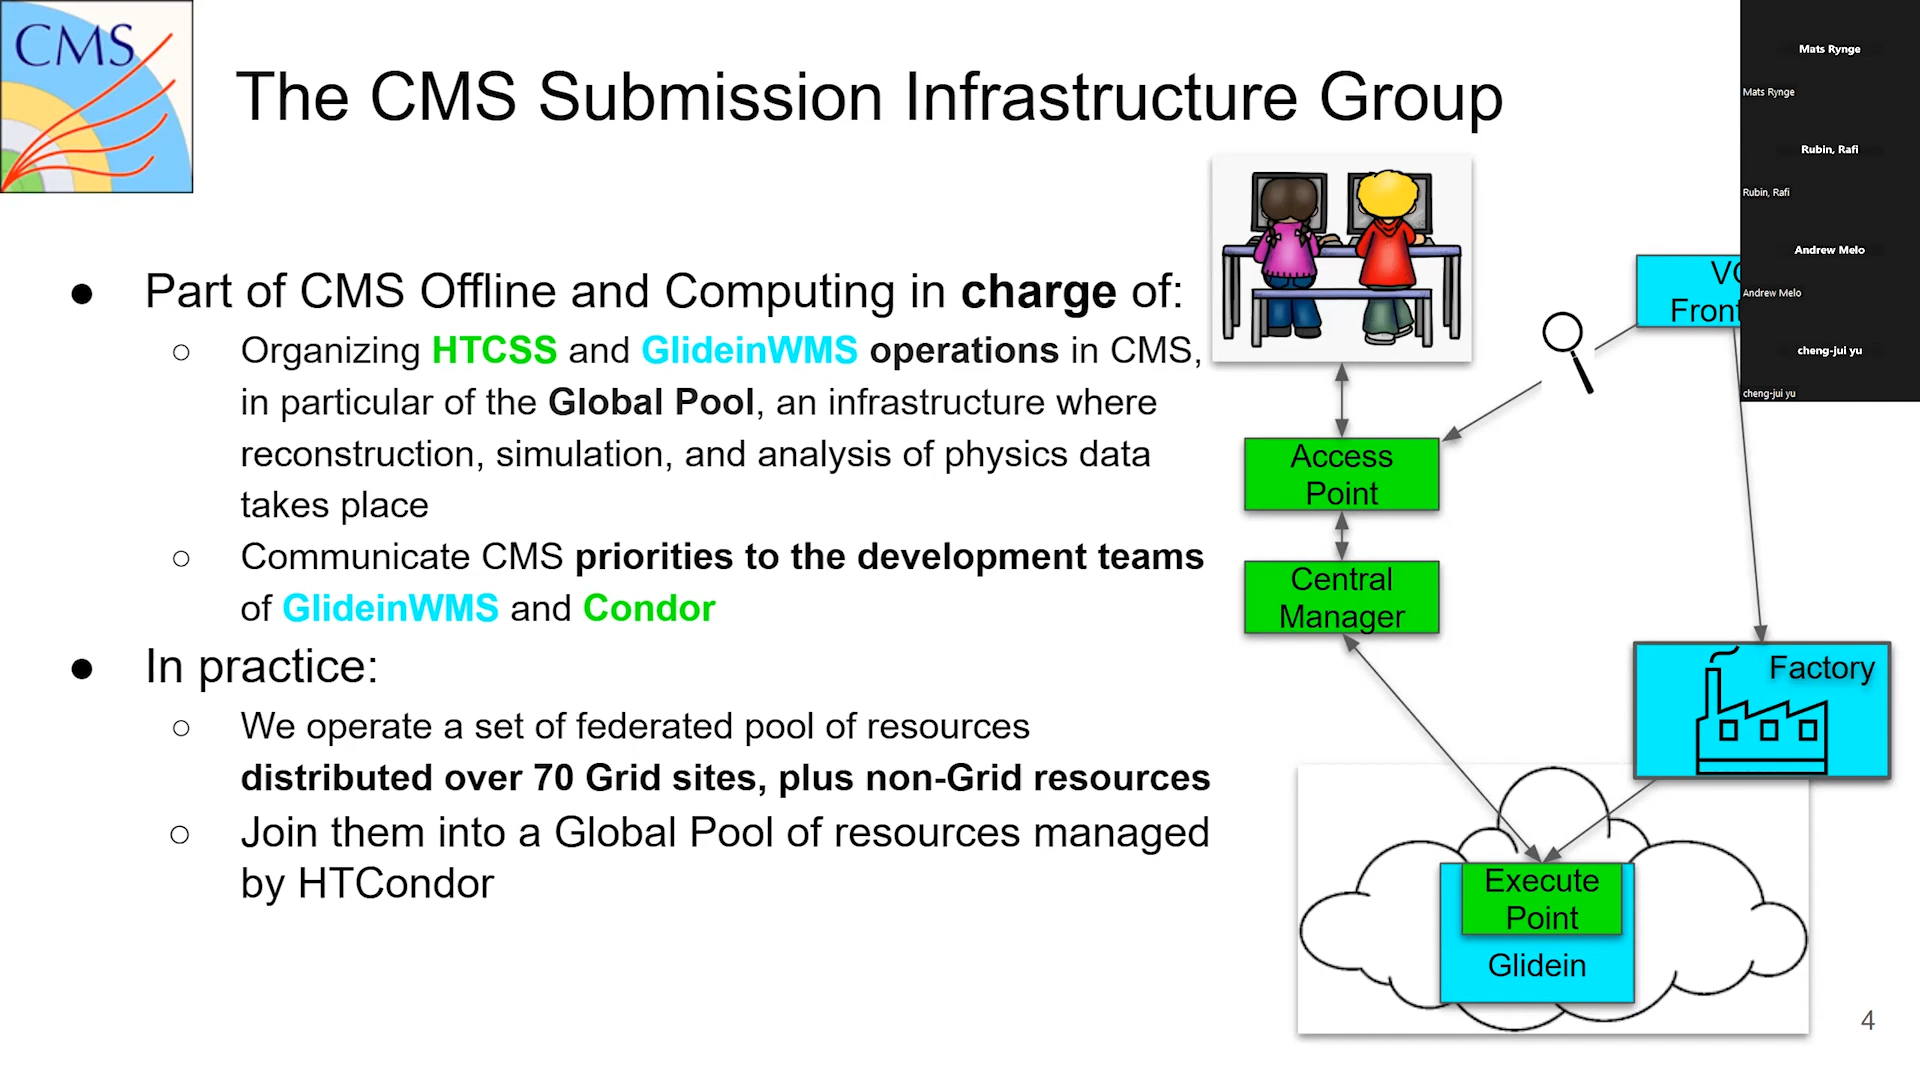 CMS
The CMS Submission Infrastructure Group
● Part of CMS Offline and Computing in charge of:
○ Organizing HTCSS and GlideinWMS operations in CMS,
in particular of the Global Pool, an infrastructure where
reconstruction, simulation, and analysis of physics data
takes place
○ Communicate CMS priorities to the development teams
of GlideinWMS and Condor
● In practice:
○ We operate a set of federated pool of resources
distributed over 70 Grid sites, plus non-Grid resources
○ Join them into a Global Pool of resources managed
by HTCondor
Access
Point
Central
Manager
Factory
Execute
Point
Glidein
Mats Rynge
Mats Rynge
Rubin, Rafi
Rubin, Rafi
Andrew Melo
Andrew Melo
cheng-jui yu
cheng-jui yu
4